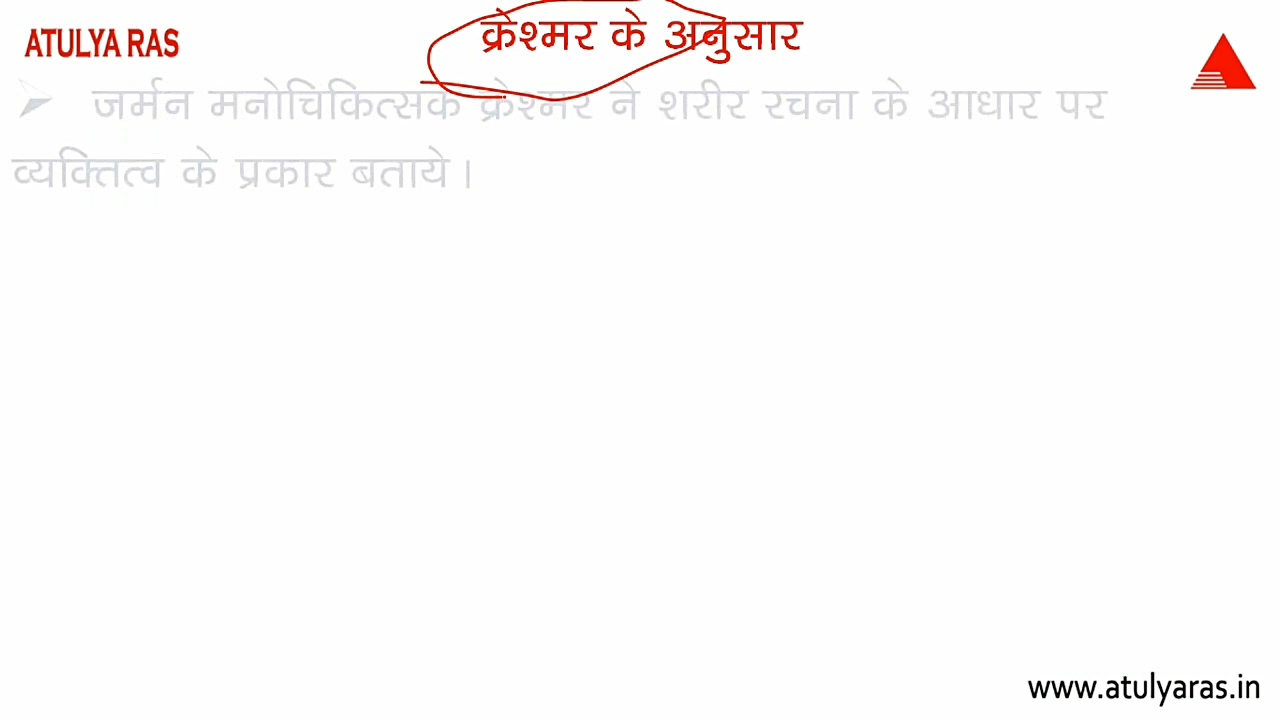 क्रेश्मर के अनुसार
ATULYA RAS
जर्मन मनोचिकित्सक क्रेश्मर ने शरीर रचना के आधार पर
व्यक्तित्व के प्रकार बताये।
www.atulyaras.in